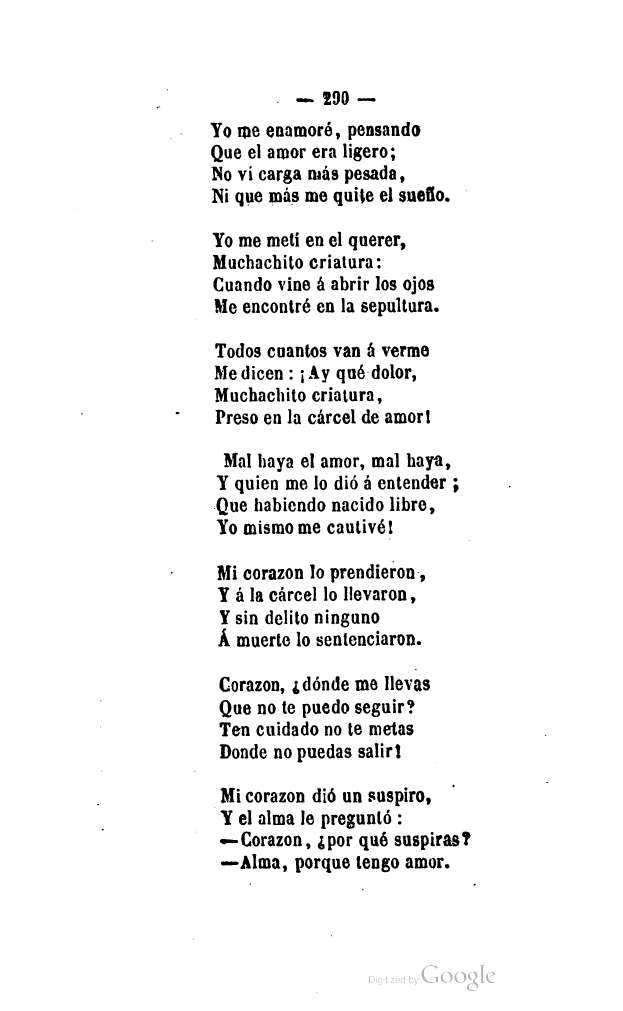 — 290 —
Yo me enamoré, pensando
Que el amor era ligero;
No ví carga más pesada,
Ni que más me quite el sueño.
Yo me metí en el querer,
Muchachito criatura:
Cuando vine á abrir los ojos
Me encontré en la sepultura.
Todos cuantos van á verme
Me dicen : ¡Ay qué dolor,
Muchachito criatura,
Preso en la cárcel de amor!
Mal haya el amor, mal haya,
Y quien me lo dió á entender ;
Que habiendo nacido libre,
Yo mismo me cautivé!
Mi corazon lo prendieron,
Y á la cárcel lo llevaron,
Y sin delito ninguno
Á muerte lo sentenciaron.
Corazon, ¿dónde me llevas
Que no te puedo seguir?
Ten cuidado no te metas
Donde no puedas salir!
Mi corazon dió un suspiro,
Y el alma le preguntó :
—Corazon, ¿por qué suspiras?
—Alma, porque tengo amor.
Digitized by Google